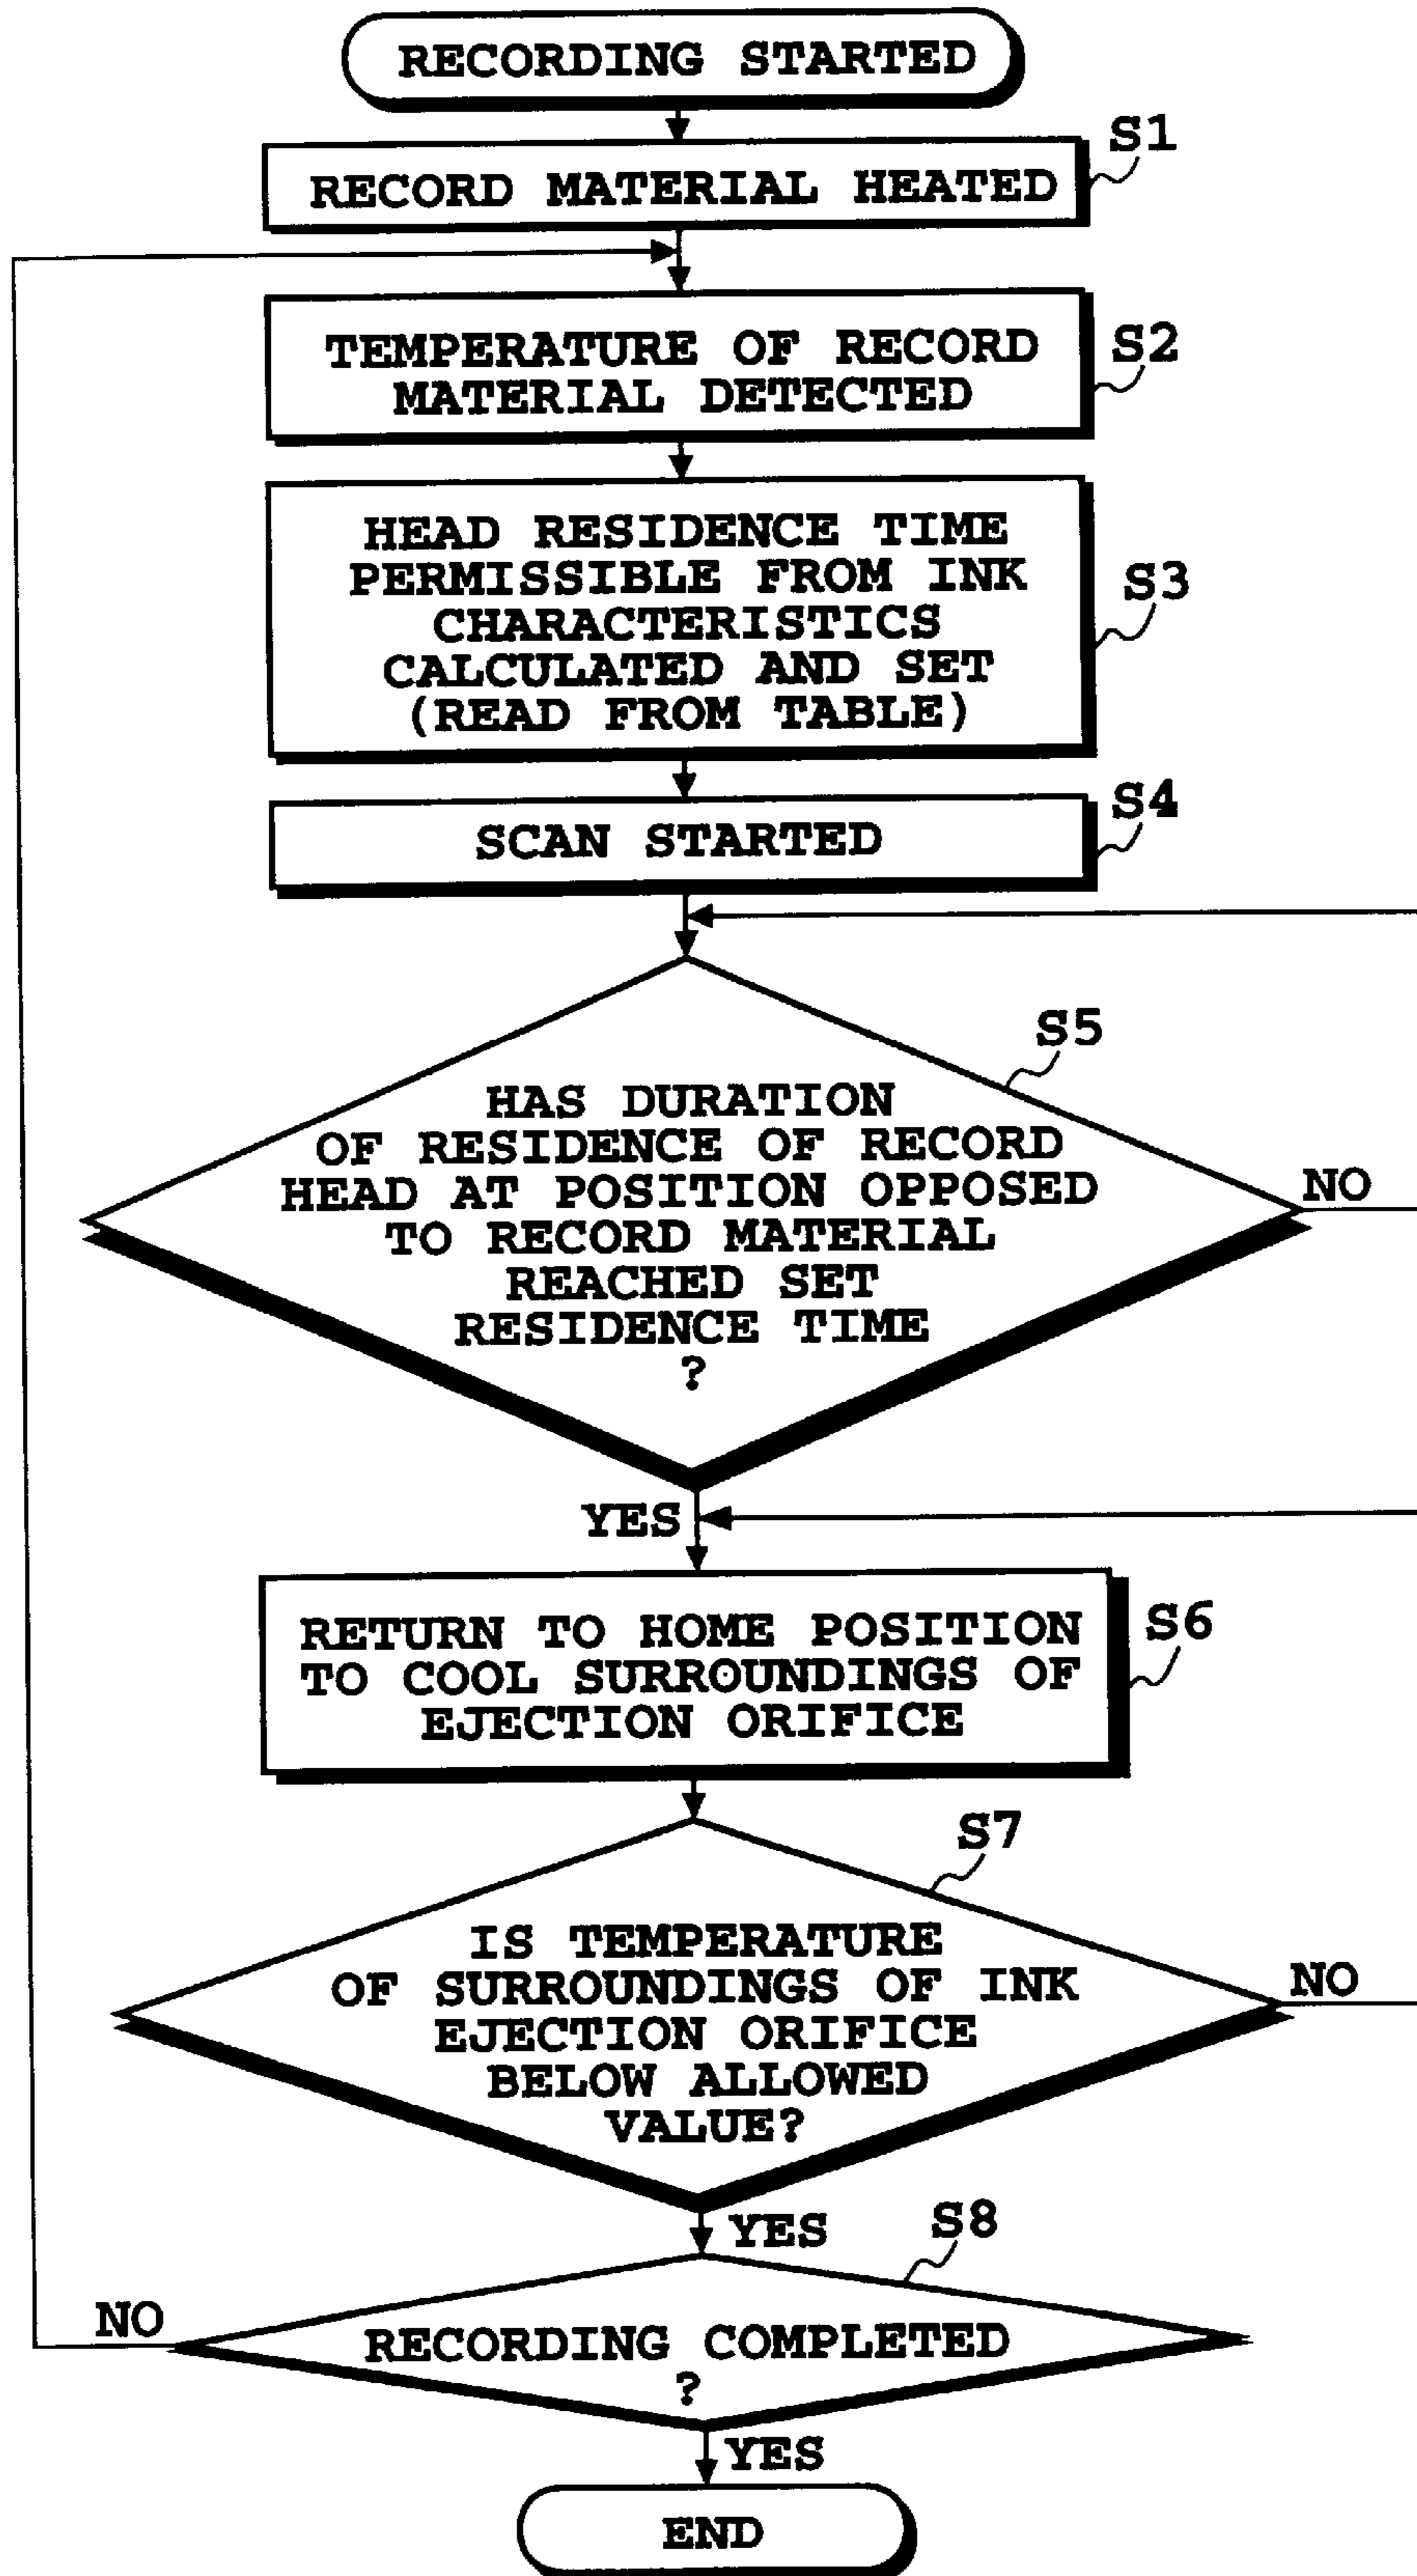 RECORDING STARTED
S1
RECORD MATERIAL HEATED
S2
TEMPERATURE OF RECORD
MATERIAL DETECTED
S3
HEAD RESIDENCE TIME
PERMISSIBLE FROM INK
CHARACTERISTICS
CALCULATED AND SET
(READ FROM TABLE)
S4
SCAN STARTED
S5
HAS DURATION
OF RESIDENCE OF RECORD
HEAD AT POSITION OPPOSED
TO RECORD MATERIAL
REACHED SET
RESIDENCE TIME
?
NO
YES
S6
RETURN TO HOME POSITION
TO COOL SURROUNDINGS OF
EJECTION ORIFICE
S7
IS TEMPERATURE
OF SURROUNDINGS OF INK
EJECTION ORIFICE
BELOW ALLOWED
VALUE?
NO
YES
S8
NO
RECORDING COMPLETED
?
YES
END